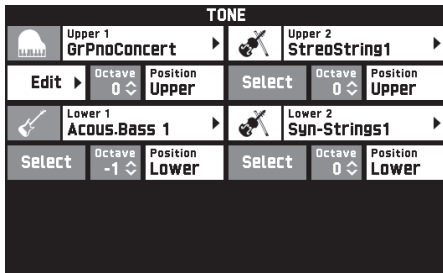 TONE
Upper 1
GrPnoConcert
Upper 2
StreoString1
Edit
Octave
0
Position
Upper
Select
Octave
0
Position
Upper
Lower 1
Acous.Bass 1
Lower 2
Syn-Strings1
Select
Octave
-1
Position
Lower
Select
Octave
0
Position
Lower